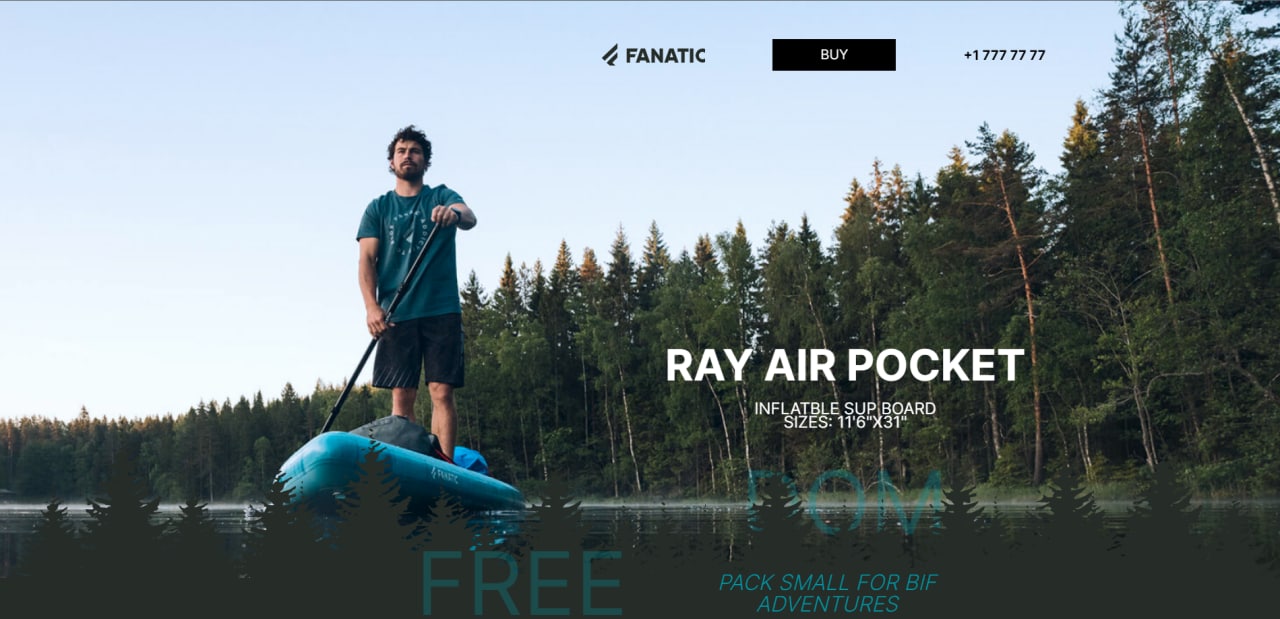 FANATIC
BUY
+1 777 77 77
RAY AIR POCKET
INFLATBLE SUP BOARD
SIZES: 11'6"X31"
DOM
FREE
PACK SMALL FOR BIF
ADVENTURES
FANATIC